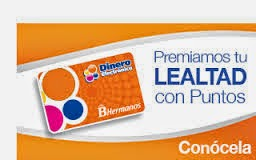 Dinero
Electrónico
BHermanos
Premiamos tu
LEALTAD
con Puntos
Conócela